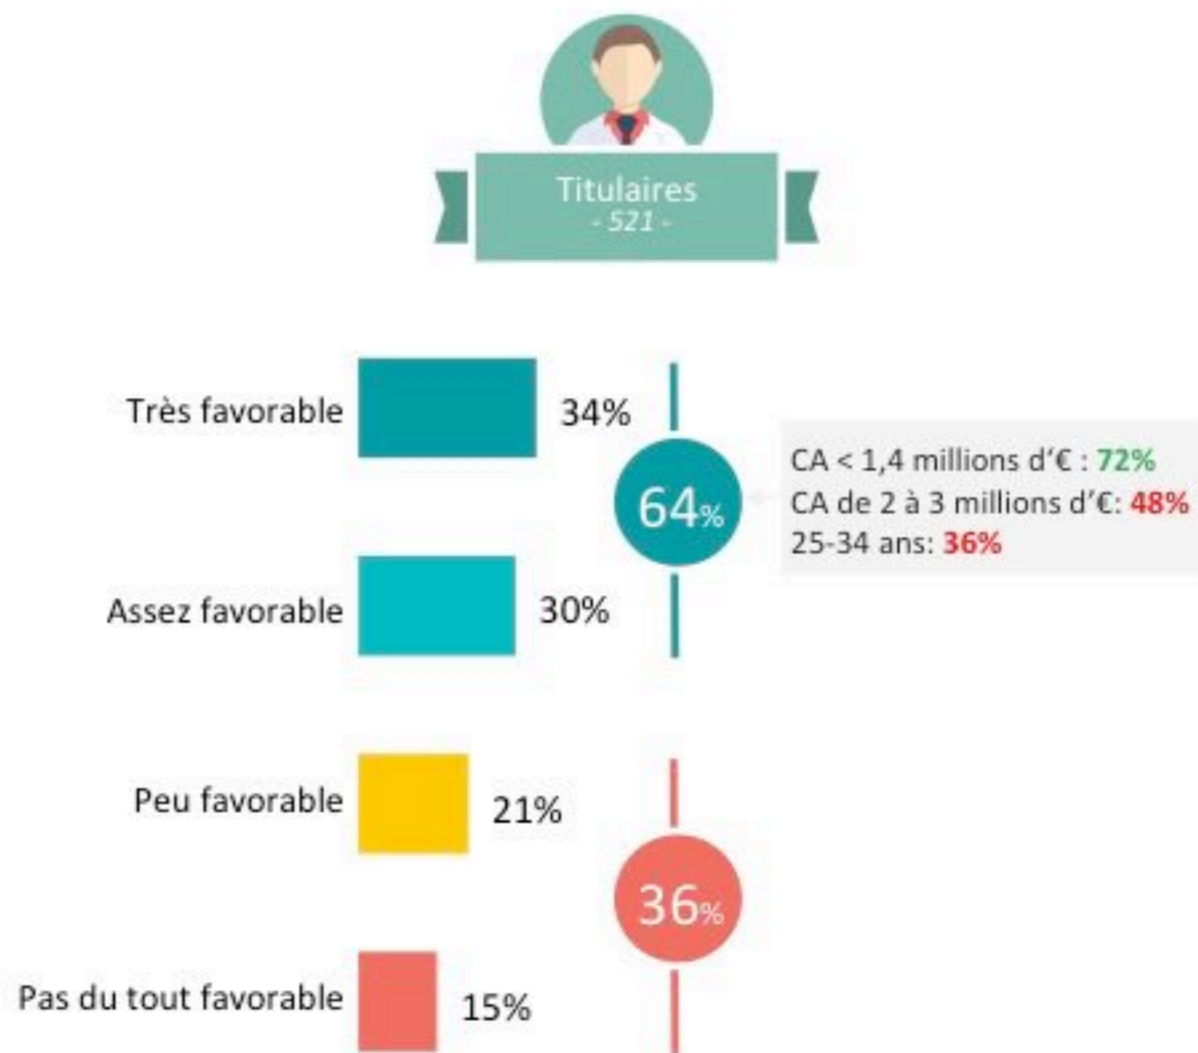 Titulaires
- 521 -
Très favorable
34%
64%
CA < 1,4 millions d'€ : 72%
CA de 2 à 3 millions d'€: 48%
25-34 ans: 36%
Assez favorable
30%
Peu favorable
21%
36%
Pas du tout favorable
15%